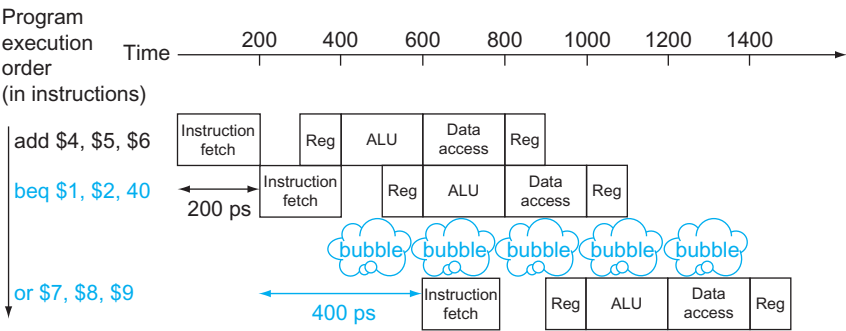 Program
execution
order
(in instructions)
Time
200 400 600 800 1000 1200 1400
add $4, $5, $6
Instruction
fetch
Reg
ALU
Data
access
Reg
beq $1, $2, 40
200 ps
Instruction
fetch
Reg
ALU
Data
access
Reg
bubble bubble bubble bubble bubble
or $7, $8, $9
400 ps
Instruction
fetch
Reg
ALU
Data
access
Reg